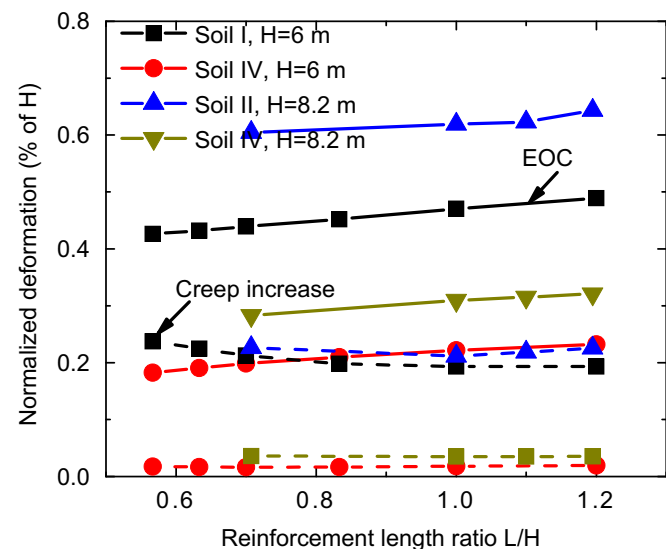 0.8
Soil I, H=6 m
Soil IV, H=6 m
Soil II, H=8.2 m
Soil IV, H=8.2 m
0.6
EOC
0.4
Creep increase
0.2
0.0
0.6
0.8
1.0
1.2
Normalized deformation (% of H)
Reinforcement length ratio L/H